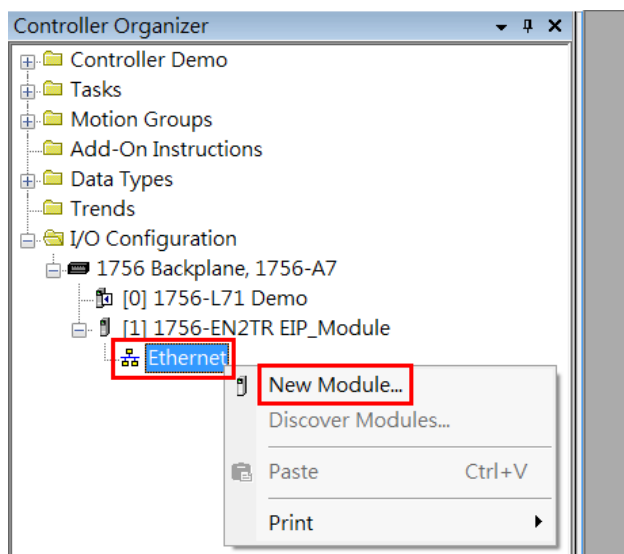 Controller Organizer
Controller Demo
Tasks
Motion Groups
Add-On Instructions
Data Types
Trends
I/O Configuration
1756 Backplane, 1756-A7
[0] 1756-L71 Demo
[1] 1756-EN2TR EIP_Module
Ethernet
New Module...
Discover Modules...
Paste Ctrl+V
Print